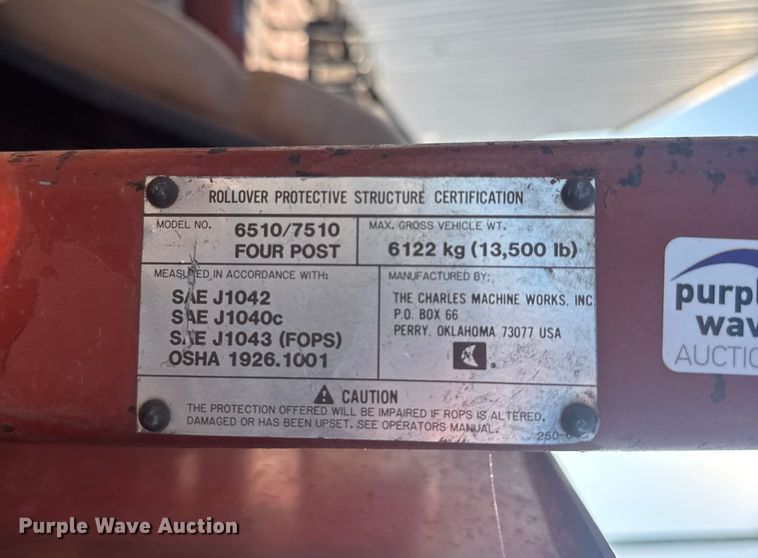 ROLLOVER PROTECTIVE STRUCTURE CERTIFICATION
MODEL NO. 6510/7510
FOUR POST
MAX. GROSS VEHICLE WT.
6122 kg (13,500 lb)
MEASURED IN ACCORDANCE WITH:
SAE J1042
SAE J1040c
SAE J1043 (FOPS)
OSHA 1926.1001
MANUFACTURED BY:
THE CHARLES MACHINE WORKS, INC
P.O. BOX 66
PERRY, OKLAHOMA 73077 USA
CAUTION
THE PROTECTION OFFERED WILL BE IMPAIRED IF ROPS IS ALTERED,
DAMAGED OR HAS BEEN UPSET. SEE OPERATORS MANUAL.
purpl
wav
AUCTIO
Purple Wave Auction